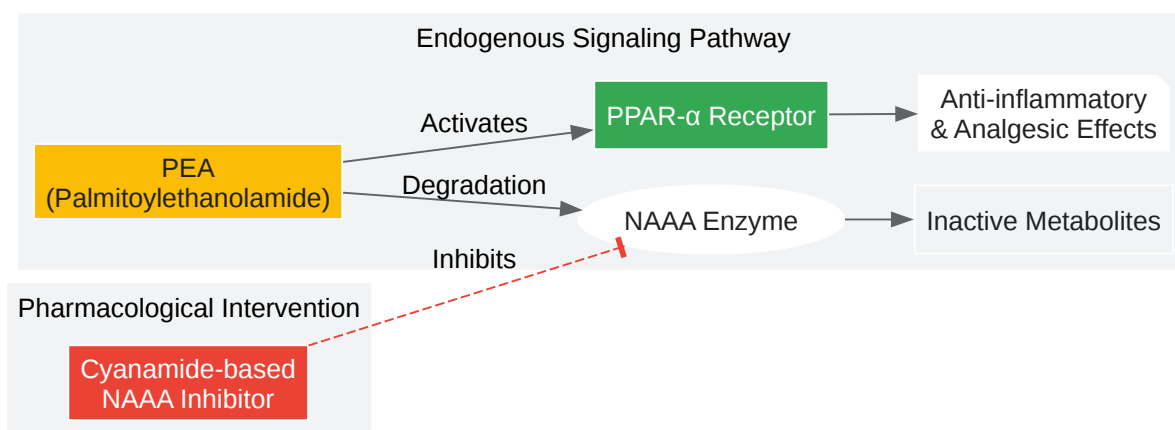 Endogenous Signaling Pathway
PEA
(Palmitoylethanolamide)
Activates
PPAR-α Receptor
Anti-inflammatory
& Analgesic Effects
Degradation
NAAA Enzyme
Inactive Metabolites
Inhibits
Pharmacological Intervention
Cyanamide-based
NAAA Inhibitor